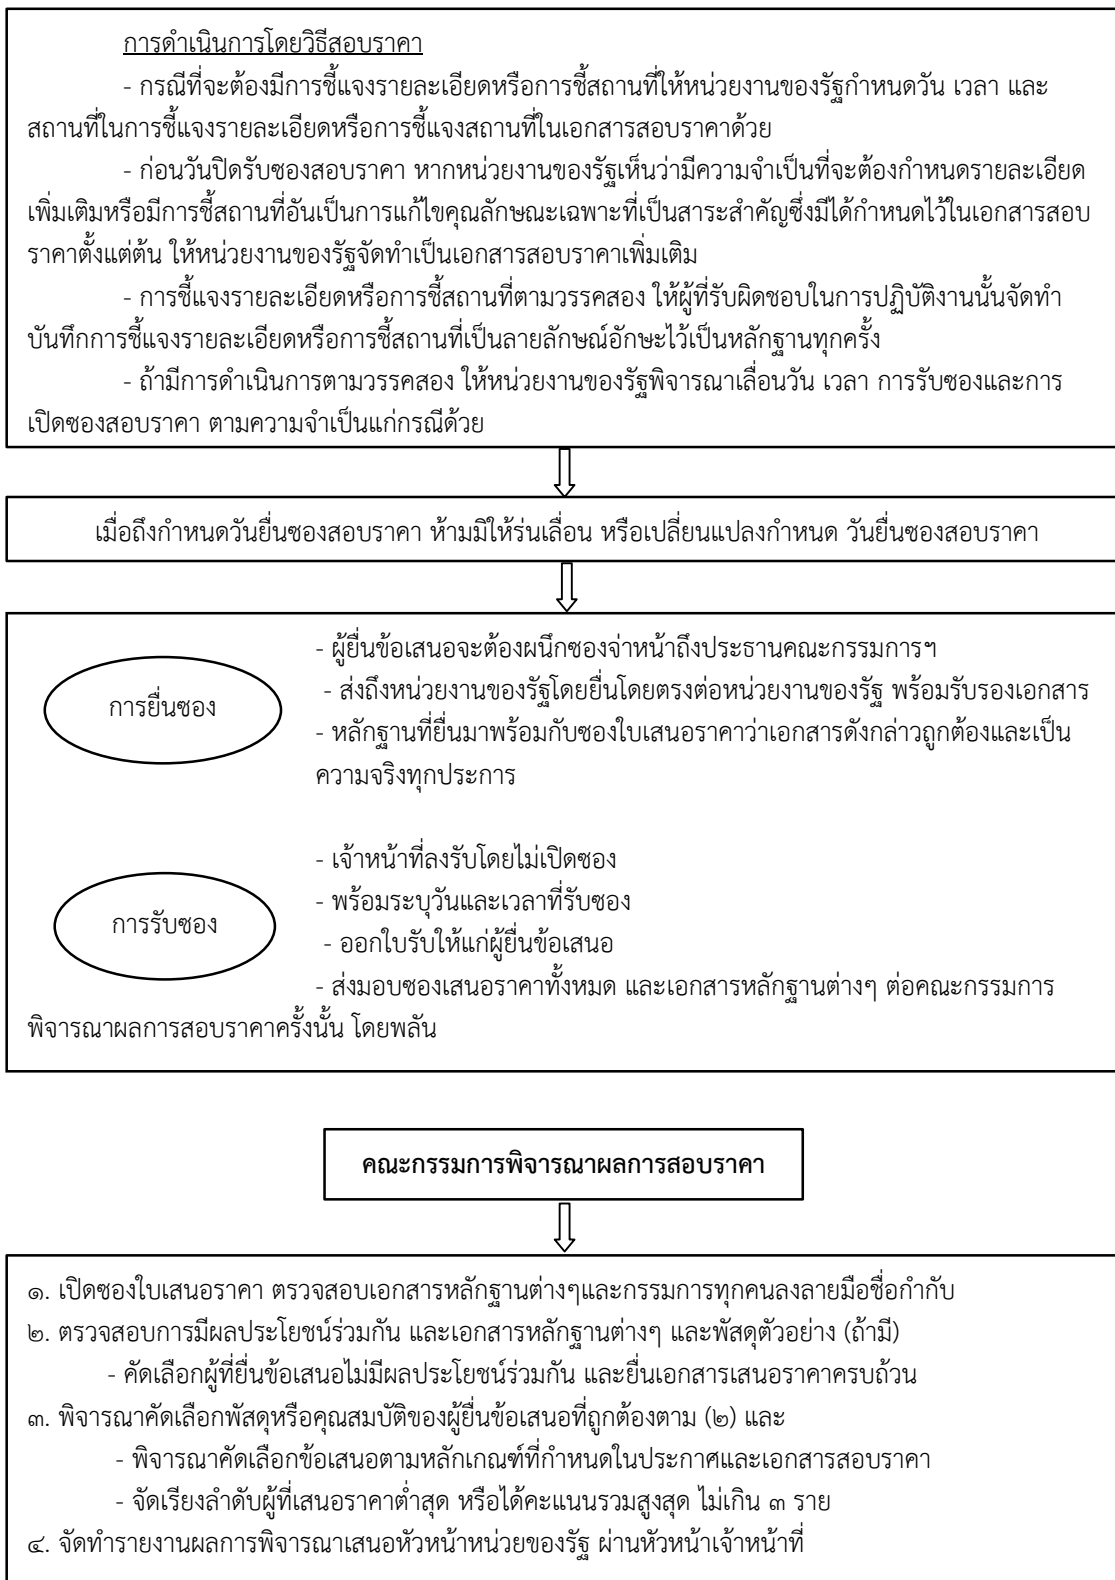 การดำเนินการโดยวิธีสอบราคา
- กรณีที่จะต้องมีการชี้แจงรายละเอียดหรือการชี้สถานที่ให้หน่วยงานของรัฐกำหนดวัน เวลา และ
สถานที่ในการชี้แจงรายละเอียดหรือการชี้แจงสถานที่ในเอกสารสอบราคาด้วย
- ก่อนวันปิดรับซองสอบราคา หากหน่วยงานของรัฐเห็นว่ามีความจำเป็นที่จะต้องกำหนดรายละเอียด
เพิ่มเติมหรือมีการชี้สถานที่อันเป็นการแก้ไขคุณลักษณะเฉพาะที่เป็นสาระสำคัญซึ่งมิได้กำหนดไว้ในเอกสารสอบ
ราคาตั้งแต่ต้น ให้หน่วยงานของรัฐจัดทำเป็นเอกสารสอบราคาเพิ่มเติม
- การชี้แจงรายละเอียดหรือการชี้สถานที่ตามวรรคสอง ให้ผู้ที่รับผิดชอบในการปฏิบัติงานนั้นจัดทำ
บันทึกการชี้แจงรายละเอียดหรือการชี้สถานที่เป็นลายลักษณ์อักษะไว้เป็นหลักฐานทุกครั้ง
- ถ้ามีการดำเนินการตามวรรคสอง ให้หน่วยงานของรัฐพิจารณาเลื่อนวัน เวลา การรับซองและการ
เปิดซองสอบราคา ตามความจำเป็นแก่กรณีด้วย
เมื่อถึงกำหนดวันยื่นซองสอบราคา ห้ามมิให้ร่นเลื่อน หรือเปลี่ยนแปลงกำหนด วันยื่นซองสอบราคา
การยื่นซอง
- ผู้ยื่นข้อเสนอจะต้องผนึกซองจ่าหน้าถึงประธานคณะกรรมการฯ
- ส่งถึงหน่วยงานของรัฐโดยยื่นโดยตรงต่อหน่วยงานของรัฐ พร้อมรับรองเอกสาร
- หลักฐานที่ยื่นมาพร้อมกับซองใบเสนอราคาว่าเอกสารดังกล่าวถูกต้องและเป็น
ความจริงทุกประการ
การรับซอง
- เจ้าหน้าที่ลงรับโดยไม่เปิดซอง
- พร้อมระบุวันและเวลาที่รับซอง
- ออกใบรับให้แก่ผู้ยื่นข้อเสนอ
- ส่งมอบซองเสนอราคาทั้งหมด และเอกสารหลักฐานต่างๆ ต่อคณะกรรมการ
พิจารณาผลการสอบราคาครั้งนั้น โดยพลัน
คณะกรรมการพิจารณาผลการสอบราคา
๑. เปิดซองใบเสนอราคา ตรวจสอบเอกสารหลักฐานต่างๆและกรรมการทุกคนลงลายมือชื่อกำกับ
๒. ตรวจสอบการมีผลประโยชน์ร่วมกัน และเอกสารหลักฐานต่างๆ และพัสดุตัวอย่าง (ถ้ามี)
- คัดเลือกผู้ที่ยื่นข้อเสนอไม่มีผลประโยชน์ร่วมกัน และยื่นเอกสารเสนอราคาครบถ้วน
๓. พิจารณาคัดเลือกพัสดุหรือคุณสมบัติของผู้ยื่นข้อเสนอที่ถูกต้องตาม (๒) และ
- พิจารณาคัดเลือกข้อเสนอตามหลักเกณฑ์ที่กำหนดในประกาศและเอกสารสอบราคา
- จัดเรียงลำดับผู้ที่เสนอราคาต่ำสุด หรือได้คะแนนรวมสูงสุด ไม่เกิน ๓ ราย
๔. จัดทำรายงานผลการพิจารณาเสนอหัวหน้าหน่วยของรัฐ ผ่านหัวหน้าเจ้าหน้าที่